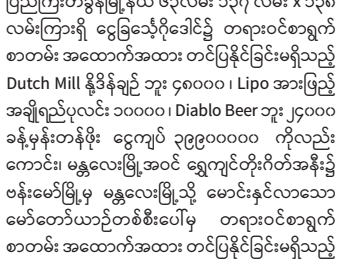 ပြည်ကြီးတံခွန်မြို့နယ် ၆၃လမ်း ၁၃၇ လမ်း x ၁၃၈
လမ်းကြားရှိ ငွေခြသေ့်္ဂိုဒေါင်၌ တရားဝင်စာရွက်
စာတမ်း အထောက်အထား တင်ပြနိုင်ခြင်းမရှိသည့်
Dutch Mill နို့ဒိန်ချဉ် ဘူး ၄၈၀၀၀ ၊ Lipo အားဖြည့်
အချိုရည်ပုလင်း ၁၀၀၀၀ ၊ Diablo Beer ဘူး ၂၄၀၀၀
ခန့်မှန်းတန်ဖိုး ငွေကျပ် ၃၉၉၀၀၀၀၀ ကိုလည်း
ကောင်း၊ မန္တလေးမြို့အဝင် ရွှေကျင်တိုးဂိတ်အနီး၌
ဗန်းမော်မြို့မှ မန္တလေးမြို့သို့ မောင်းနှင်လာသော
မော်တော်ယာဉ်တစ်စီးပေါ်မှ တရားဝင်စာရွက်
စာတမ်း အထောက်အထား တင်ပြနိုင်ခြင်းမရှိသည့်